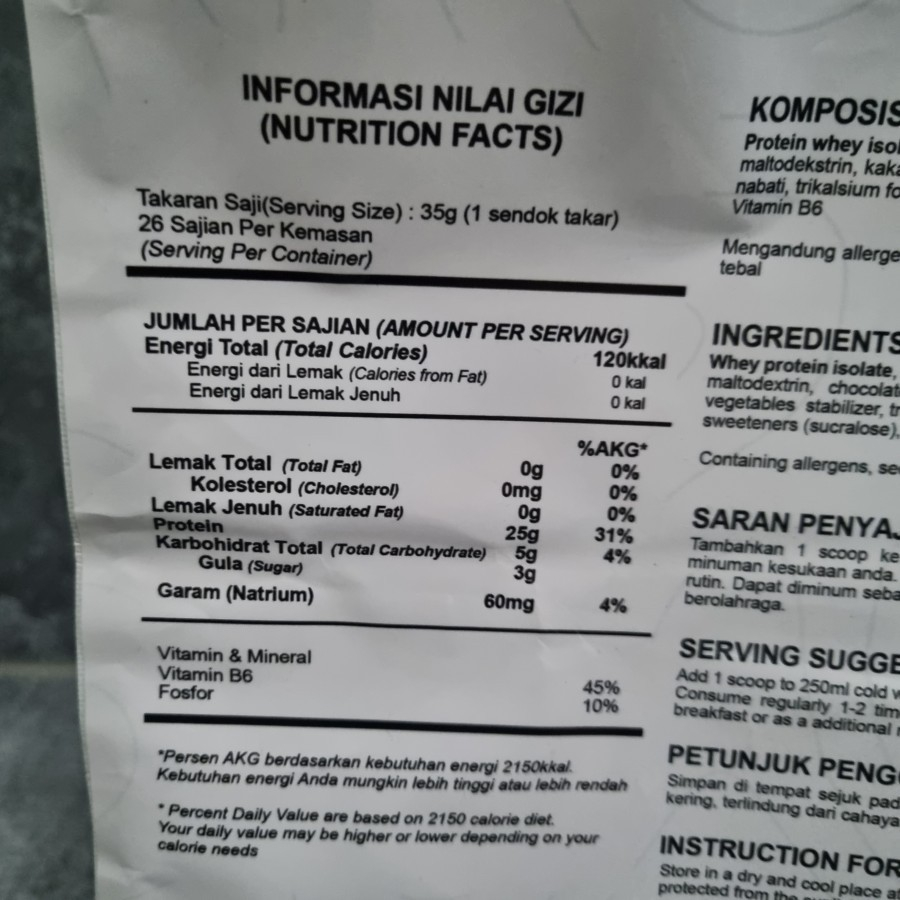 INFORMASI NILAI GIZI
(NUTRITION FACTS)
Takaran Saji(Serving Size) : 35g (1 sendok takar)
26 Sajian Per Kemasan
(Serving Per Container)
JUMLAH PER SAJIAN (AMOUNT PER SERVING)
Energi Total (Total Calories) 120kkal
Energi dari Lemak (Calories from Fat) 0 kal
Energi dari Lemak Jenuh 0 kal
%AKG*
Lemak Total (Total Fat) 0g 0%
Kolesterol (Cholesterol) 0mg 0%
Lemak Jenuh (Saturated Fat) 0g 0%
Protein 25g 31%
Karbohidrat Total (Total Carbohydrate) 5g 4%
Gula (Sugar) 3g
Garam (Natrium) 60mg 4%
Vitamin & Mineral
Vitamin B6 45%
Fosfor 10%
*Persen AKG berdasarkan kebutuhan energi 2150kkal.
Kebutuhan energi Anda mungkin lebih tinggi atau lebih rendah
* Percent Daily Value are based on 2150 calorie diet.
Your daily value may be higher or lower depending on your
calorie needs
KOMPOSIS
Protein whey isol
maltodekstrin, kaka
nabati, trikalsium fo
Vitamin B6
Mengandung allerge
tebal
INGREDIENTS
Whey protein isolate,
maltodextrin, chocolat
vegetables stabilizer, tr
sweeteners (sucralose),
Containing allergens, se
SARAN PENYAJ
Tambahkan 1 scoop ke
minuman kesukaan anda.
rutin. Dapat diminum seba
berolahraga.
SERVING SUGGE
Add 1 scoop to 250ml cold w
Consume regularly 1-2 tim
breakfast or as a additional
PETUNJUK PENG
Simpan di tempat sejuk pad
kering, terlindung dari cahaya
INSTRUCTION FOR
Store in a dry and cool place at
protected from the